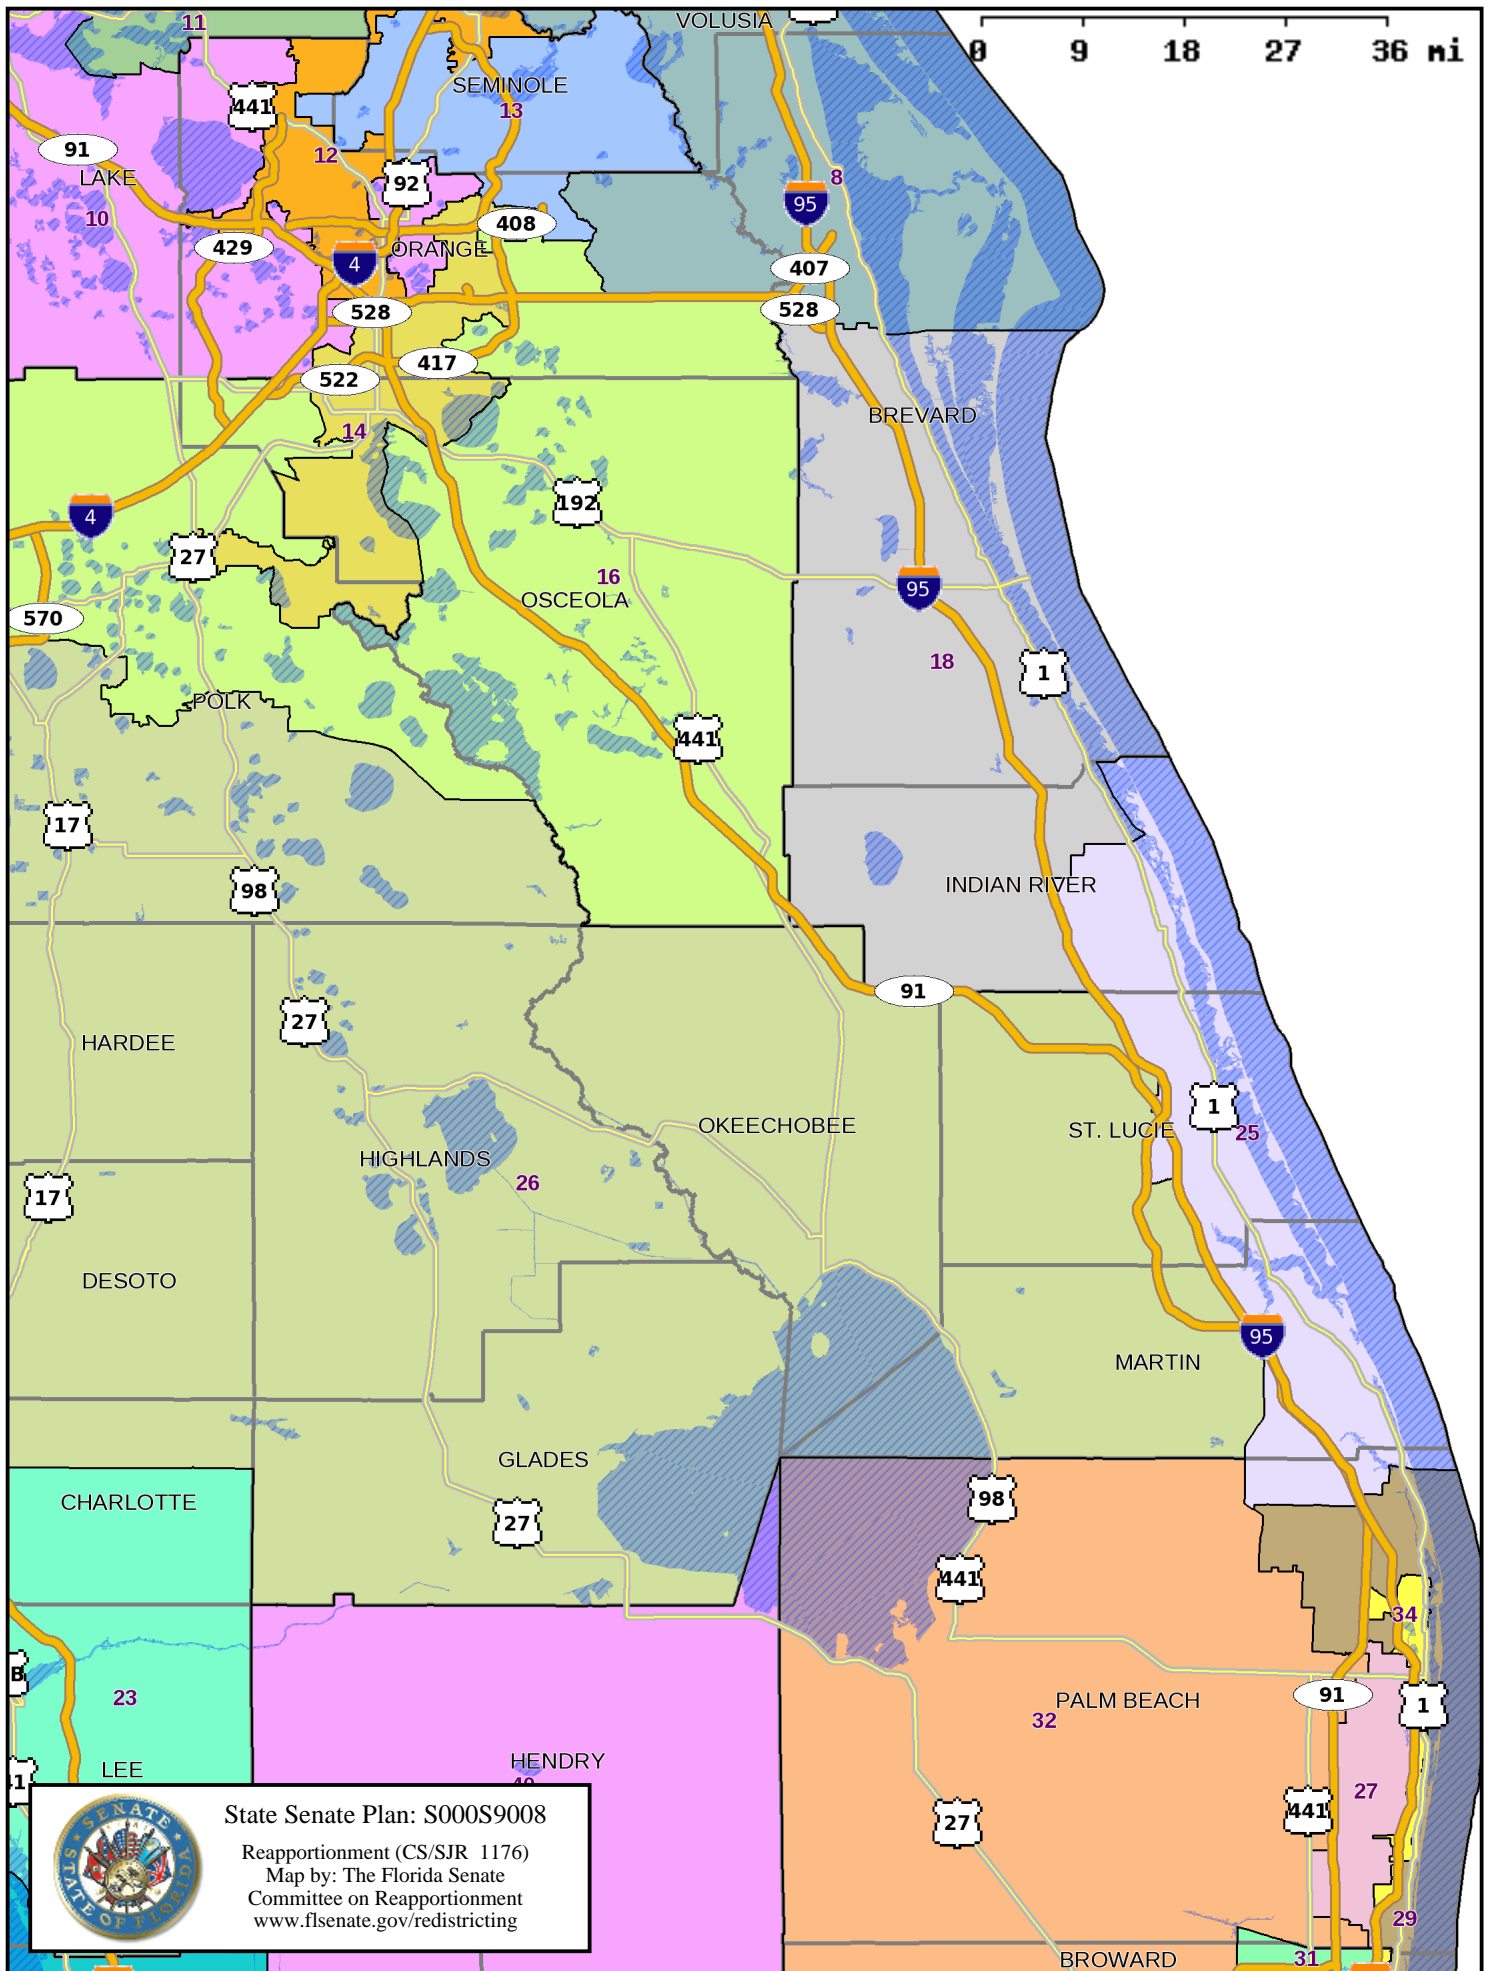 11
VOLUSIA
0 9 18 27 36 mi
SEMINOLE
441
13
12
91
LAKE
92
8
95
10
408
429
ORANGE
4
407
528
528
417
522
BREVARD
14
192
4
27
16
95
OSCEOLA
570
18
1
POLK
441
17
98
INDIAN RIVER
91
27
HARDEE
1
OKEECHOBEE
ST. LUCIE
25
HIGHLANDS
26
17
DESOTO
95
MARTIN
GLADES
98
CHARLOTTE
27
441
34
B
23
91
PALM BEACH
1
32
LEE
HENDRY
27
441
27
29
BROWARD
31
SENATE
STATE OF FLORIDA
State Senate Plan: S000S9008
Reapportionment (CS/SJR 1176)
Map by: The Florida Senate
Committee on Reapportionment
www.flsenate.gov/redistricting